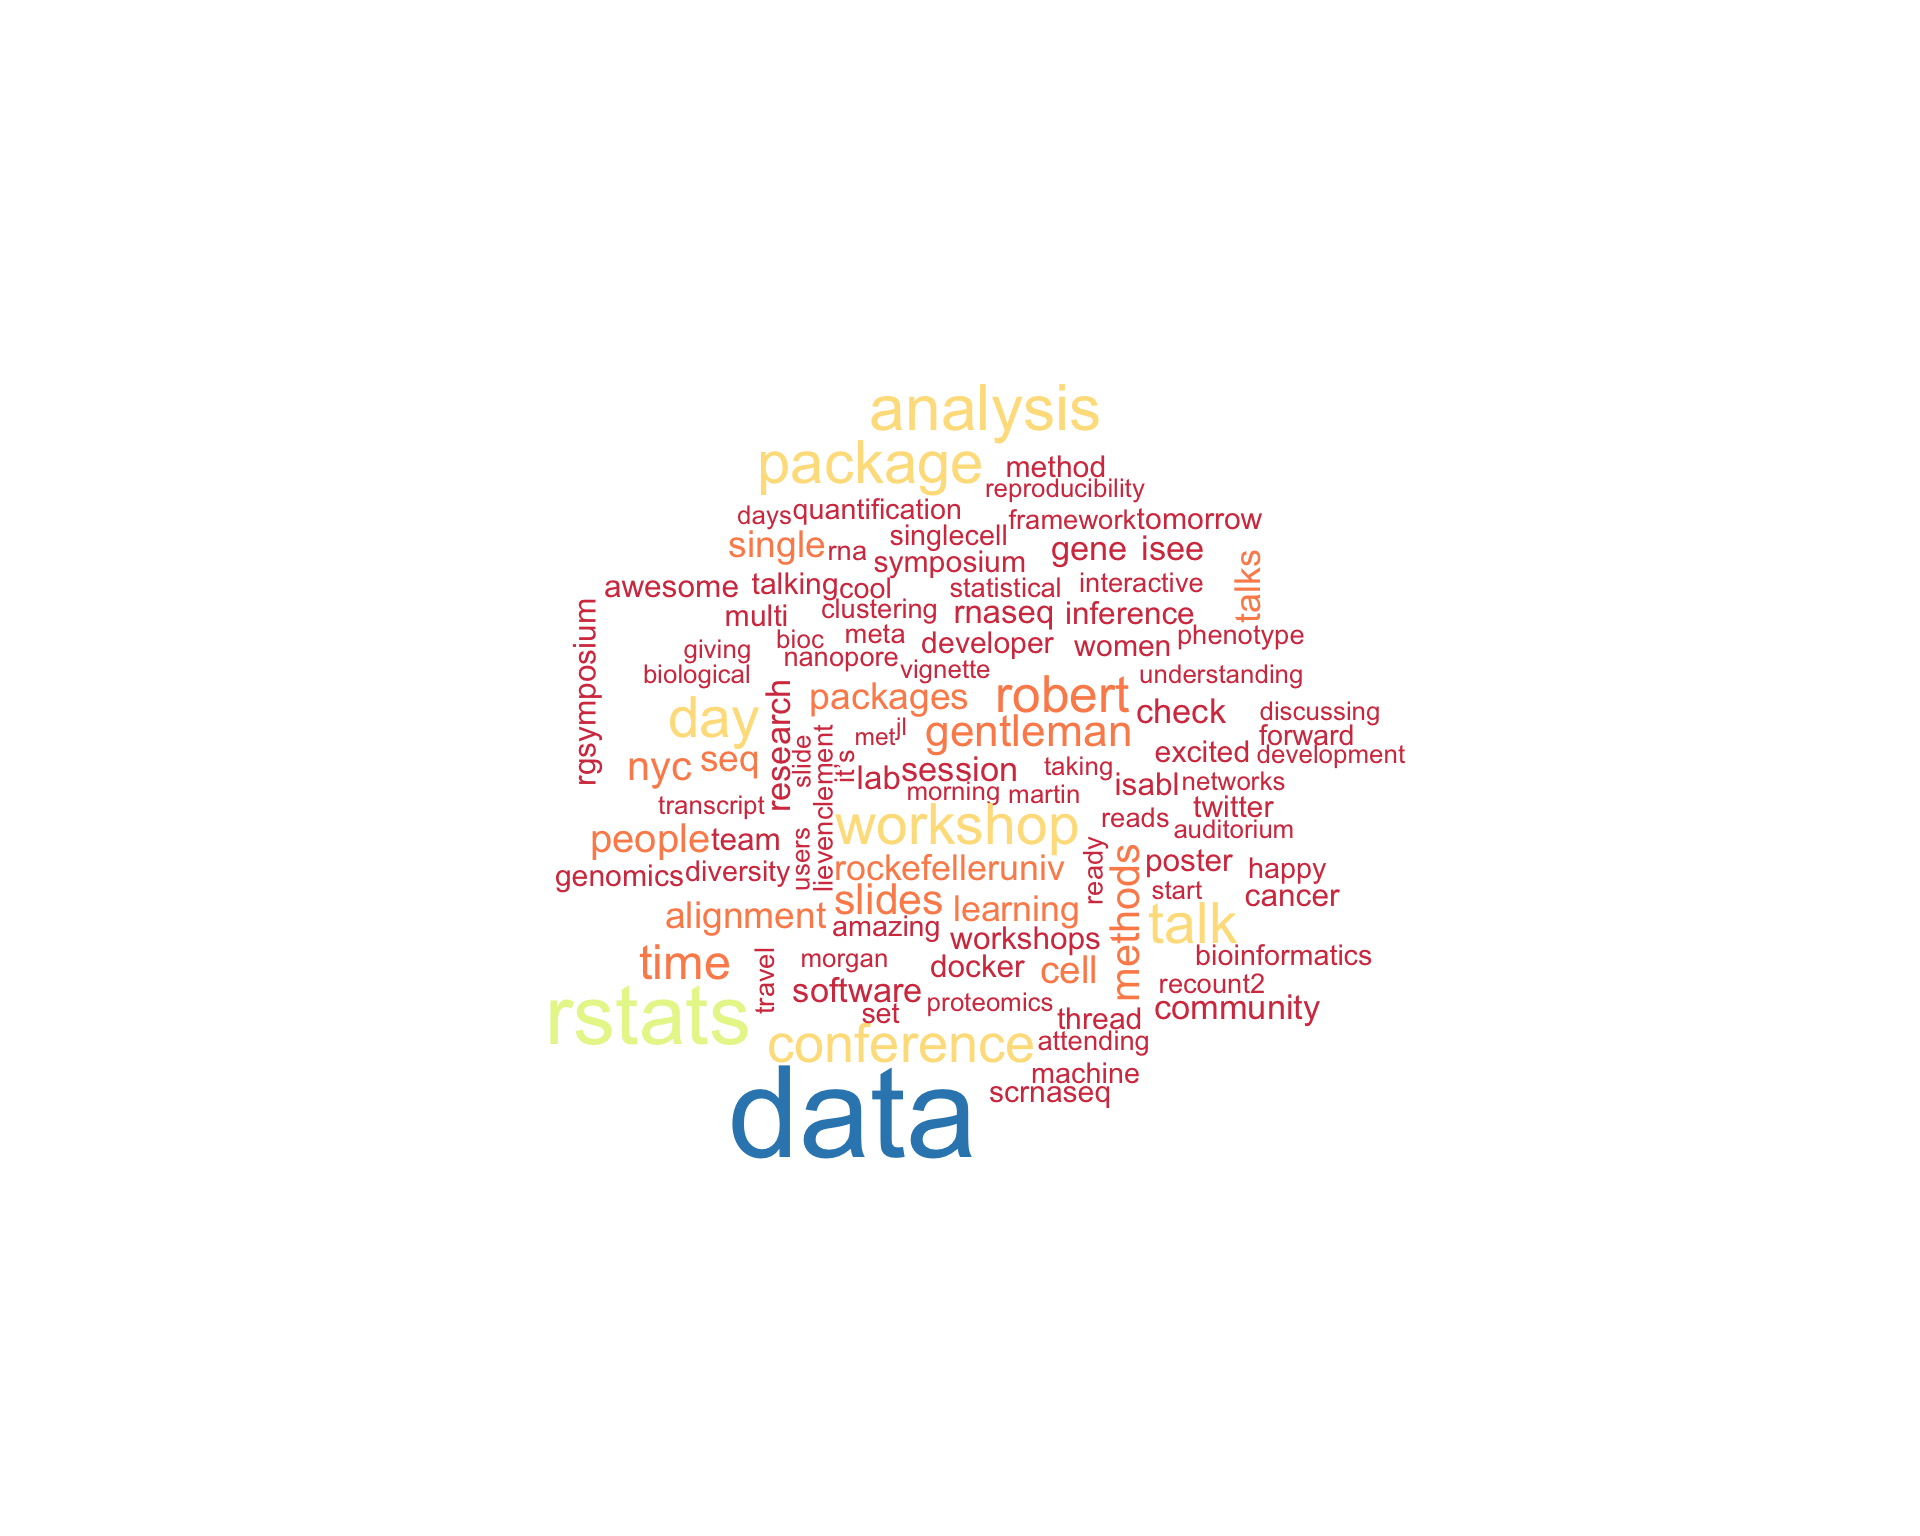 analysis
package
method
reproducibility
days quantification
framework tomorrow
singlecell
single rna
symposium
gene isee
talks
awesome talking cool
statistical interactive
multi clustering
rnaseq inference
rgsymposium
bioc meta
developer women phenotype
giving
nanopore
vignette
biological
understanding
research
packages
robert
day
check
discussing
gentleman
met jl
forward
nyc seq
slide
lievenclement
it's
excited development
lab session
taking
isabl networks
morning martin
transcript
twitter
workshop
reads
auditorium
people team
users
rockefelleruniv
ready
methods
poster happy
genomics diversity
slides learning
start cancer
alignment
amazing
talk
workshops
time
travel
morgan docker cell
bioinformatics
software
recount2
rstats
set proteomics
thread community
conference attending
machine
data
scrnaseq